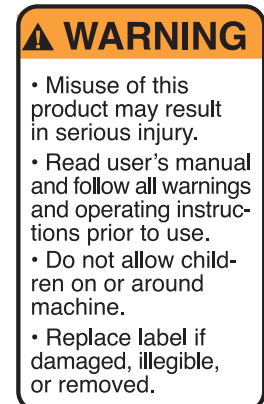 WARNING
• Misuse of this
product may result
in serious injury.
• Read user's manual
and follow all warnings
and operating instruc-
tions prior to use.
• Do not allow child-
ren on or around
machine.
• Replace label if
damaged, illegible,
or removed.